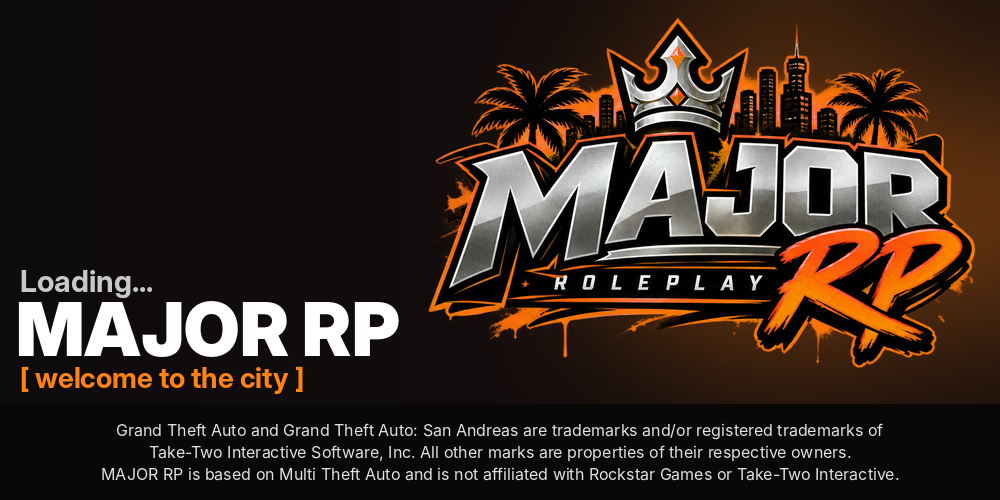 MAJOR
RP
ROLEPLAY
Loading...
MAJOR RP
[ welcome to the city ]
Grand Theft Auto and Grand Theft Auto: San Andreas are trademarks and/or registered trademarks of
Take-Two Interactive Software, Inc. All other marks are properties of their respective owners.
MAJOR RP is based on Multi Theft Auto and is not affiliated with Rockstar Games or Take-Two Interactive.